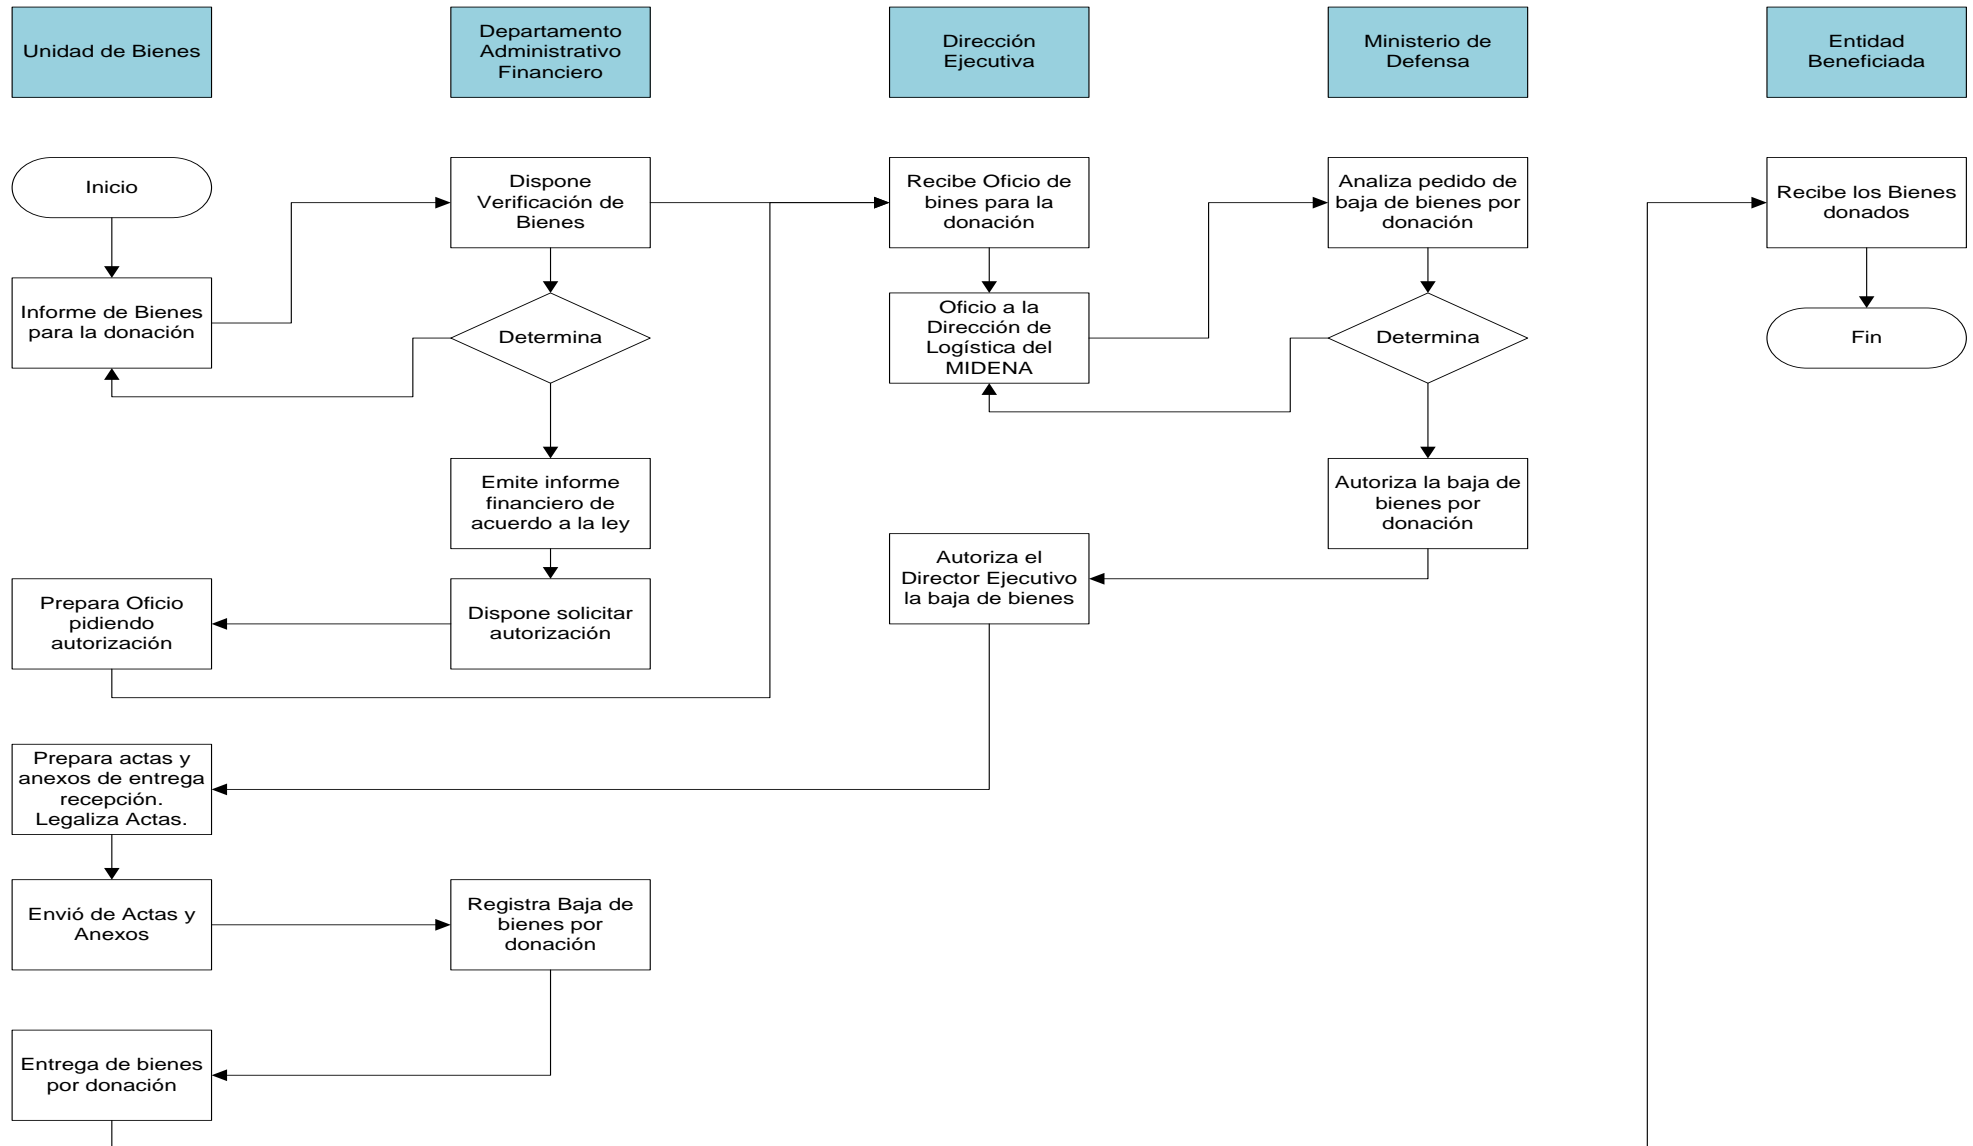 Unidad de Bienes
Departamento
Administrativo
Financiero
Dirección
Ejecutiva
Ministerio de
Defensa
Entidad
Beneficiada
Inicio
Dispone
Verificación de
Bienes
Recibe Oficio de
bines para la
donación
Analiza pedido de
baja de bienes por
donación
Recibe los Bienes
donados
Informe de Bienes
para la donación
Determina
Oficio a la
Dirección de
Logística del
MIDENA
Determina
Fin
Emite informe
financiero de
acuerdo a la ley
Autoriza la baja de
bienes por
donación
Autoriza el
Director Ejecutivo
la baja de bienes
Prepara Oficio
pidiendo
autorización
Dispone solicitar
autorización
Prepara actas y
anexos de entrega
recepción.
Legaliza Actas.
Envió de Actas y
Anexos
Registra Baja de
bienes por
donación
Entrega de bienes
por donación